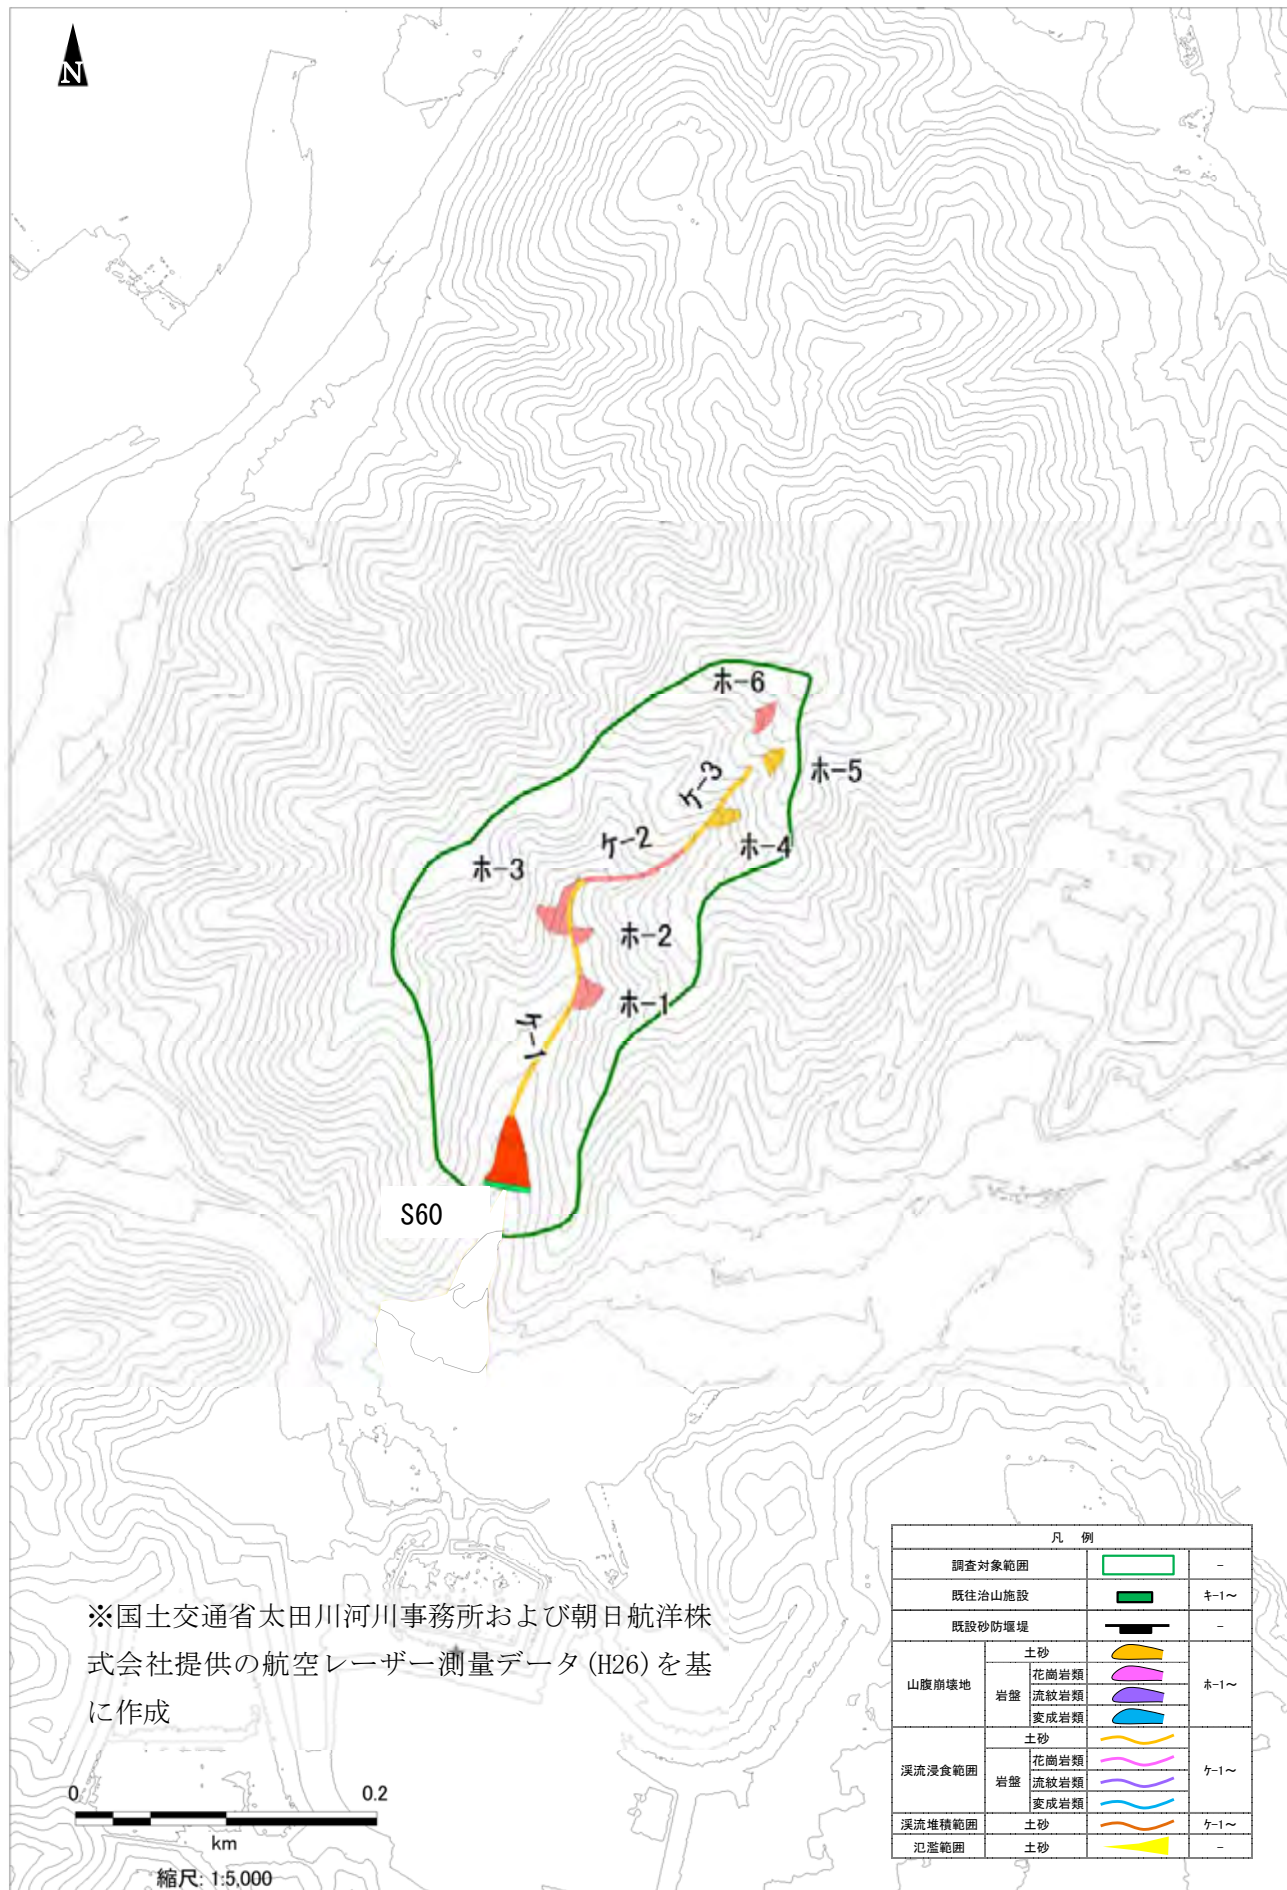 N
ホ-6
ホ-5
ケ-3
ケ-2
ホ-4
ホ-3
ホ-2
ホ-1
ケ-1
S60
凡 例
調査対象範囲 -
既往治山施設 キ-1~
既設砂防堰堤 -
山腹崩壊地 土砂 ホ-1~
岩盤 花崗岩類
流紋岩類
変成岩類
渓流浸食範囲 土砂 ケ-1~
岩盤 花崗岩類
流紋岩類
変成岩類
渓流堆積範囲 土砂 ケ-1~
氾濫範囲 土砂 -
※国土交通省太田川河川事務所および朝日航洋株
式会社提供の航空レーザー測量データ(H26)を基
に作成
0 0.2
km
縮尺: 1:5,000